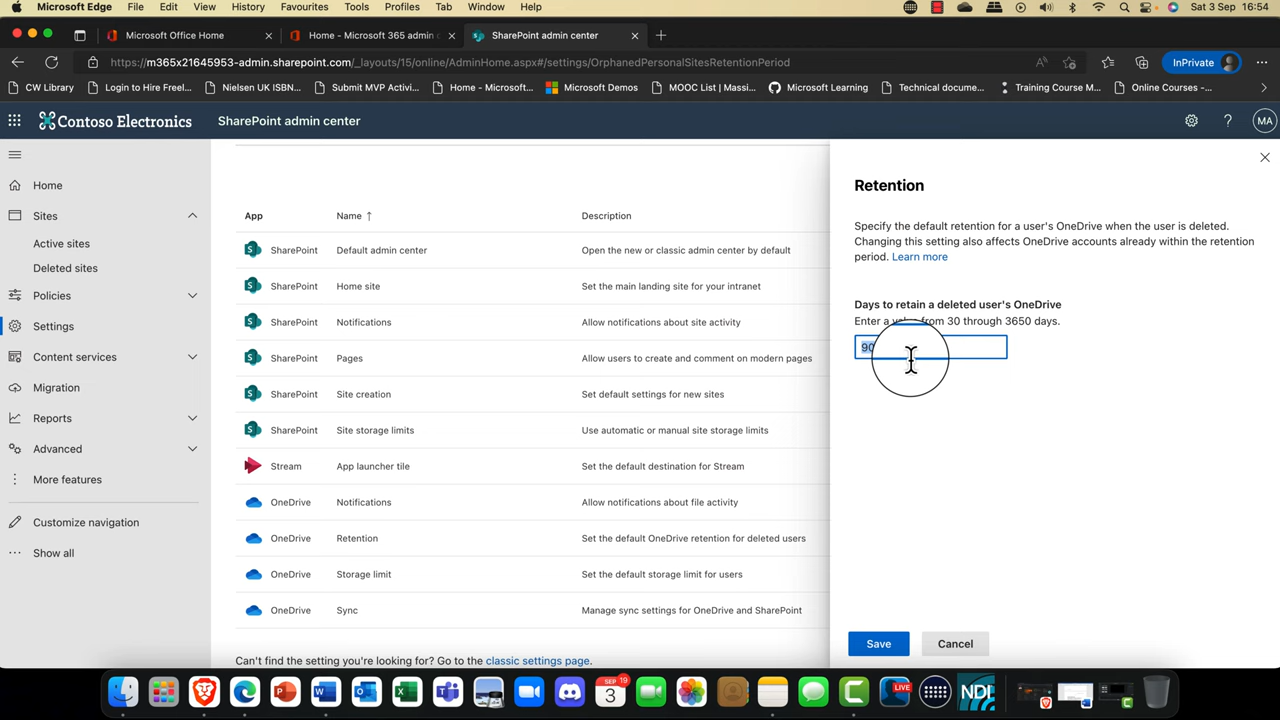 Microsoft Edge File Edit View History Favourites Tools Profiles Tab Window Help Sat 3 Sep 16:54
Microsoft Office Home
Home - Microsoft 365 admin c
SharePoint admin center
https://m365x21645953-admin.sharepoint.com/_layouts/15/online/AdminHome.aspx#/settings/OrphanedPersonalSitesRetentionPeriod
InPrivate
CW Library Login to Hire Freel... Nielsen UK ISBN... Submit MVP Activi... Home - Microsoft... Microsoft Demos MOOC List | Massi... Microsoft Learning Technical docume... Training Course M... Online Courses -...
Contoso Electronics SharePoint admin center MA
Home
Sites
Active sites
Deleted sites
Policies
Settings
Content services
Migration
Reports
Advanced
More features
Customize navigation
Show all
App Name ↑ Description
SharePoint Default admin center Open the new or classic admin center by default
SharePoint Home site Set the main landing site for your intranet
SharePoint Notifications Allow notifications about site activity
SharePoint Pages Allow users to create and comment on modern pages
SharePoint Site creation Set default settings for new sites
SharePoint Site storage limits Use automatic or manual site storage limits
Stream App launcher tile Set the default destination for Stream
OneDrive Notifications Allow notifications about file activity
OneDrive Retention Set the default OneDrive retention for deleted users
OneDrive Storage limit Set the default storage limit for users
OneDrive Sync Manage sync settings for OneDrive and SharePoint
Can't find the setting you're looking for? Go to the classic settings page.
Retention
Specify the default retention for a user's OneDrive when the user is deleted.
Changing this setting also affects OneDrive accounts already within the retention
period. Learn more
Days to retain a deleted user's OneDrive
Enter a value from 30 through 3650 days.
90
Save Cancel
SEP 19
3
LIVE
NDI